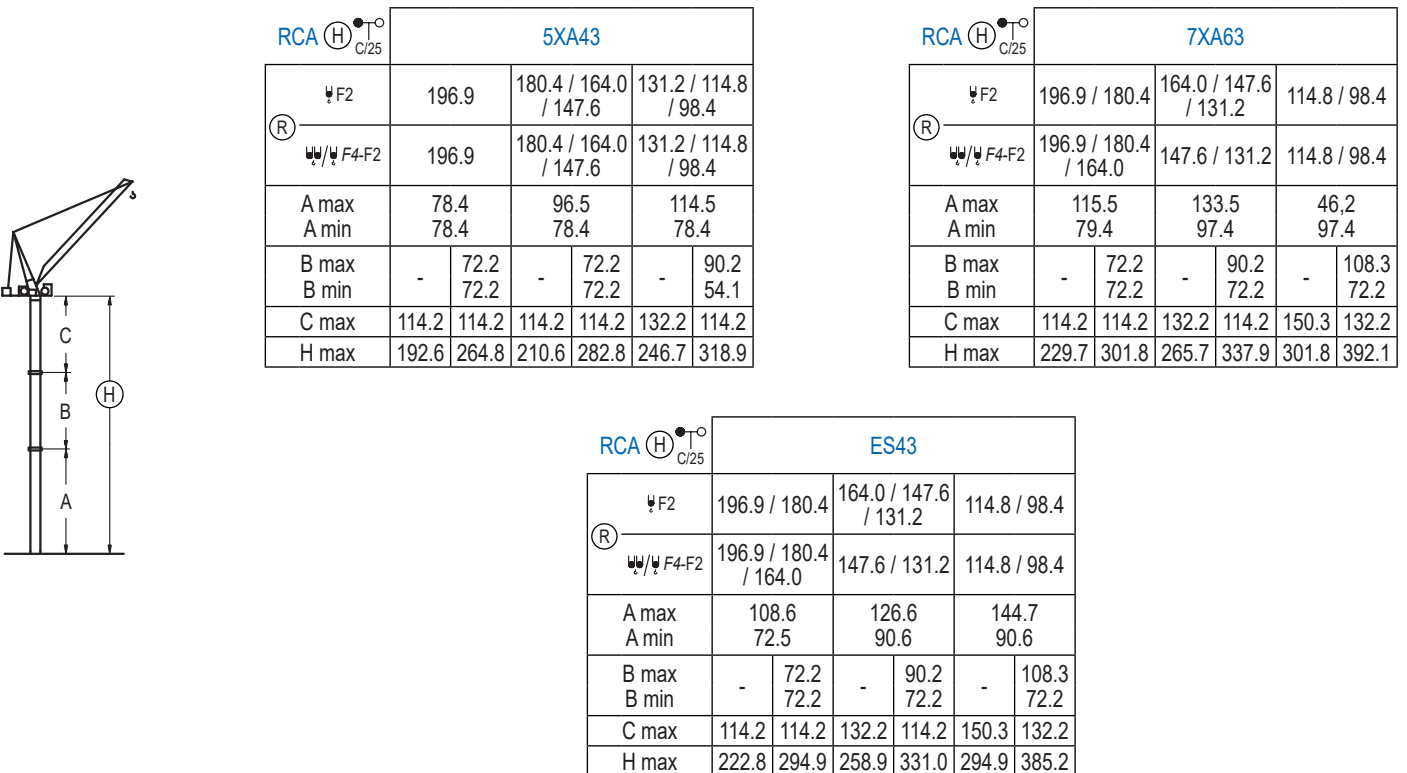 RCA H C/25 5XA43
F2 196.9 180.4 / 164.0 / 147.6 131.2 / 114.8 / 98.4
R
F4-F2 196.9 180.4 / 164.0 / 147.6 131.2 / 114.8 / 98.4
A max 78.4 96.5 114.5
A min 78.4 78.4 78.4
B max - 72.2 - 72.2 - 90.2
B min 72.2 72.2 54.1
C max 114.2 114.2 114.2 114.2 132.2 114.2
H max 192.6 264.8 210.6 282.8 246.7 318.9
RCA H C/25 7XA63
F2 196.9 / 180.4 164.0 / 147.6 / 131.2 114.8 / 98.4
R
F4-F2 196.9 / 180.4 / 164.0 147.6 / 131.2 114.8 / 98.4
A max 115.5 133.5 46,2
A min 79.4 97.4 97.4
B max - 72.2 - 90.2 - 108.3
B min 72.2 72.2 72.2
C max 114.2 114.2 132.2 114.2 150.3 132.2
H max 229.7 301.8 265.7 337.9 301.8 392.1
C
B
H
A
RCA H C/25 ES43
F2 196.9 / 180.4 164.0 / 147.6 / 131.2 114.8 / 98.4
R
F4-F2 196.9 / 180.4 / 164.0 147.6 / 131.2 114.8 / 98.4
A max 108.6 126.6 144.7
A min 72.5 90.6 90.6
B max - 72.2 - 90.2 - 108.3
B min 72.2 72.2 72.2
C max 114.2 114.2 132.2 114.2 150.3 132.2
H max 222.8 294.9 258.9 331.0 294.9 385.2